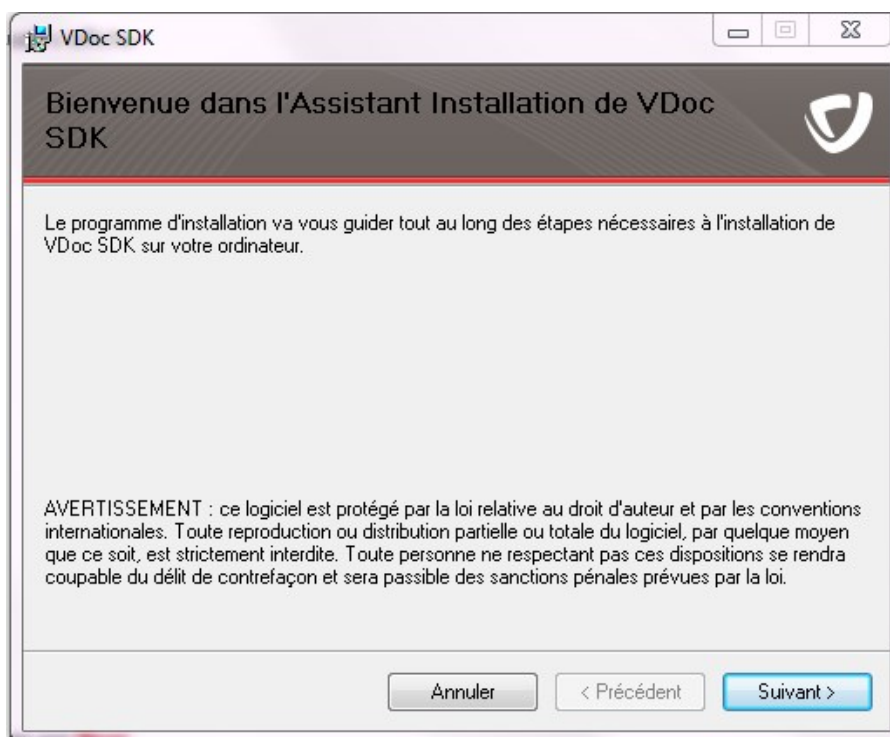 VDoc SDK
Bienvenue dans l'Assistant Installation de VDoc
SDK
Le programme d'installation va vous guider tout au long des étapes nécessaires à l'installation de
VDoc SDK sur votre ordinateur.
AVERTISSEMENT : ce logiciel est protégé par la loi relative au droit d'auteur et par les conventions
internationales. Toute reproduction ou distribution partielle ou totale du logiciel, par quelque moyen
que ce soit, est strictement interdite. Toute personne ne respectant pas ces dispositions se rendra
coupable du délit de contrefaçon et sera passible des sanctions pénales prévues par la loi.
Annuler < Précédent Suivant >